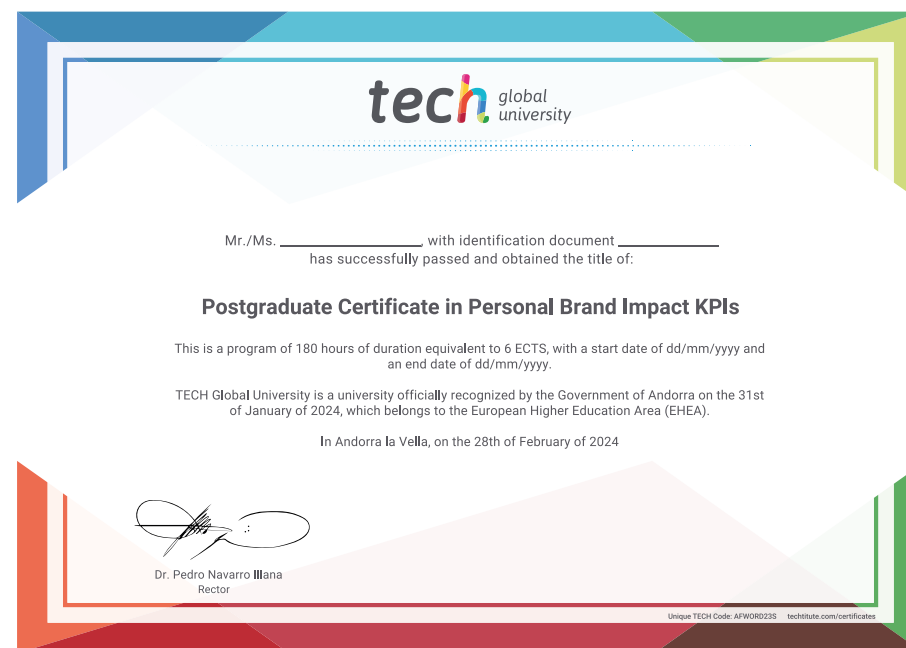 tech global
university
Mr./Ms. ____________, with identification document ____________
has successfully passed and obtained the title of:
Postgraduate Certificate in Personal Brand Impact KPIs
This is a program of 180 hours of duration equivalent to 6 ECTS, with a start date of dd/mm/yyyy and
an end date of dd/mm/yyyy.
TECH Global University is a university officially recognized by the Government of Andorra on the 31st
of January of 2024, which belongs to the European Higher Education Area (EHEA).
In Andorra la Vella, on the 28th of February of 2024
Dr. Pedro Navarro Illana
Rector
Unique TECH Code: AFWORD23S techtitute.com/certificates